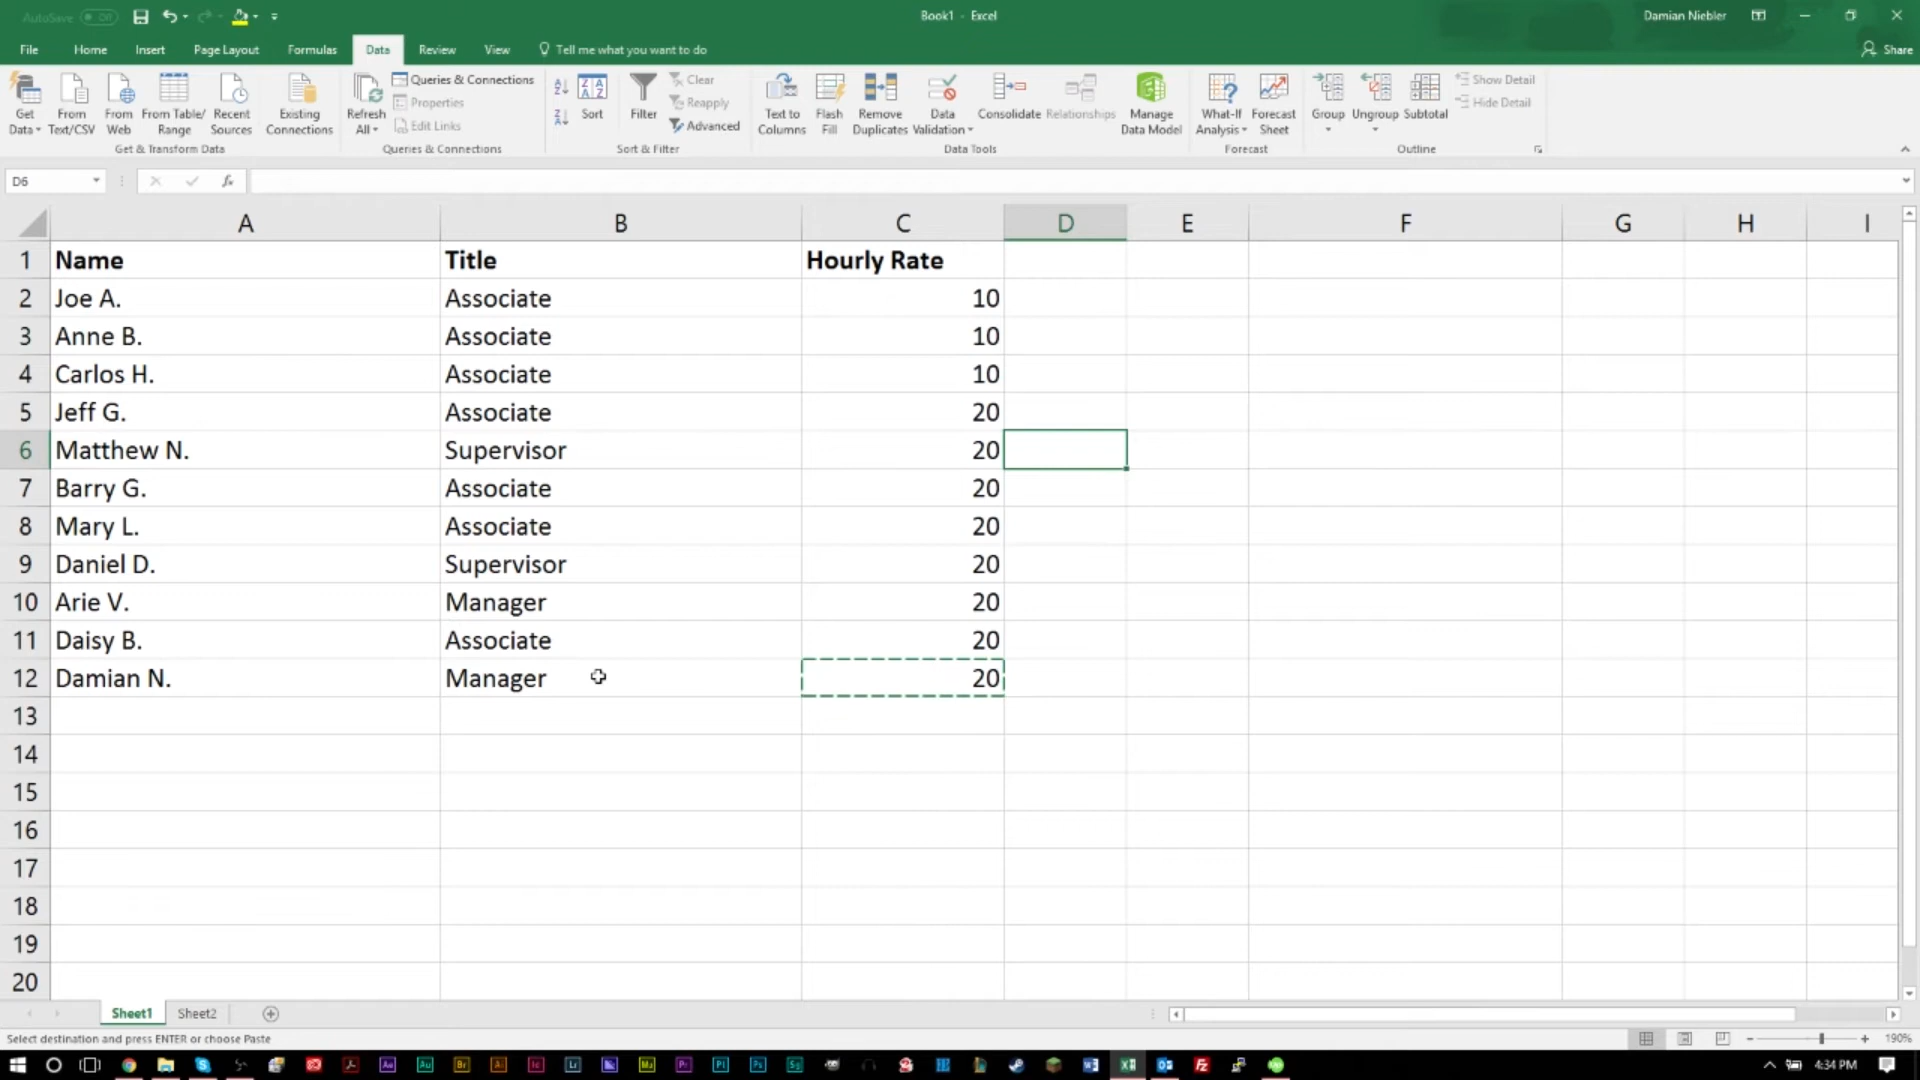 AutoSave Off Book1 - Excel Damian Niebler
File Home Insert Page Layout Formulas Data Review View Tell me what you want to do Share
Get Data From Text/CSV From Web From Table/ Range Recent Sources Existing Connections Refresh All Queries & Connections Properties Edit Links Sort Filter Clear Reapply Advanced Text to Columns Flash Fill Remove Duplicates Data Validation Consolidate Relationships Manage Data Model What-If Analysis Forecast Sheet Group Ungroup Subtotal Show Detail Hide Detail
Get & Transform Data Queries & Connections Sort & Filter Data Tools Forecast Outline
D6 fx
A B C D E F G H I
1 Name Title Hourly Rate
2 Joe A. Associate 10
3 Anne B. Associate 10
4 Carlos H. Associate 10
5 Jeff G. Associate 20
6 Matthew N. Supervisor 20
7 Barry G. Associate 20
8 Mary L. Associate 20
9 Daniel D. Supervisor 20
10 Arie V. Manager 20
11 Daisy B. Associate 20
12 Damian N. Manager 20
13
14
15
16
17
18
19
20
Sheet1 Sheet2
Select destination and press ENTER or choose Paste 190%
4:34 PM